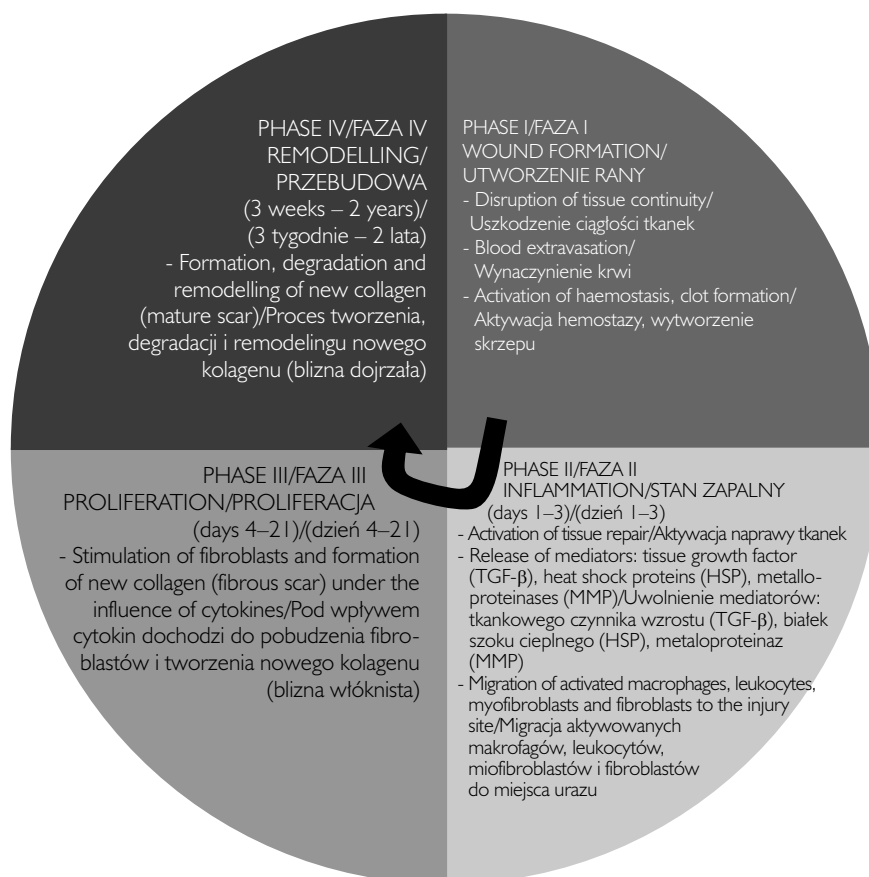 PHASE I/FAZA I
WOUND FORMATION/
UTWORZENIE RANY
- Disruption of tissue continuity/
Uszkodzenie ciągłości tkanek
- Blood extravasation/
Wynaczynienie krwi
- Activation of haemostasis, clot formation/
Aktywacja hemostazy, wytworzenie
skrzepu
PHASE II/FAZA II
INFLAMMATION/STAN ZAPALNY
(days 1–3)/(dzień 1–3)
- Activation of tissue repair/Aktywacja naprawy tkanek
- Release of mediators: tissue growth factor
(TGF-β), heat shock proteins (HSP), metallo-
proteinases (MMP)/Uwolnienie mediatorów:
tkankowego czynnika wzrostu (TGF-β), białek
szoku cieplnego (HSP), metaloproteinaz
(MMP)
- Migration of activated macrophages, leukocytes,
myofibroblasts and fibroblasts to the injury
site/Migracja aktywowanych
makrofagów, leukocytów,
miofibroblastów i fibroblastów
do miejsca urazu
PHASE III/FAZA III
PROLIFERATION/PROLIFERACJA
(days 4–21)/(dzień 4–21)
- Stimulation of fibroblasts and formation
of new collagen (fibrous scar) under the
influence of cytokines/Pod wpływem
cytokin dochodzi do pobudzenia fibro-
blastów i tworzenia nowego kolagenu
(blizna włóknista)
PHASE IV/FAZA IV
REMODELLING/
PRZEBUDOWA
(3 weeks – 2 years)/
(3 tygodnie – 2 lata)
- Formation, degradation and
remodelling of new collagen
(mature scar)/Proces tworzenia,
degradacji i remodelingu nowego
kolagenu (blizna dojrzała)